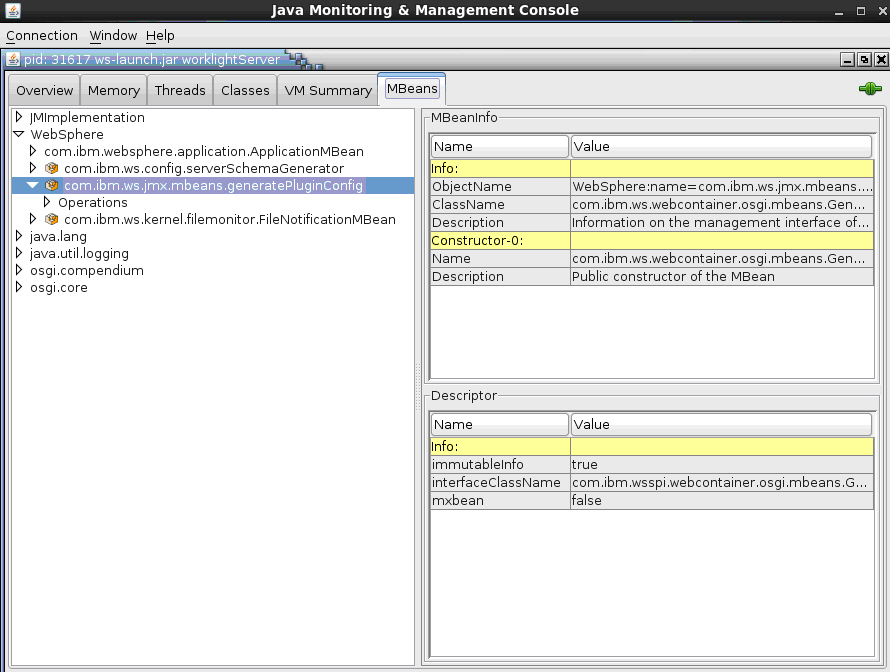 Java Monitoring & Management Console
Connection Window Help
pid: 31617 ws-launch.jar worklightServer
Overview Memory Threads Classes VM Summary MBeans
JMImplementation
WebSphere
com.ibm.websphere.application.ApplicationMBean
com.ibm.ws.config.serverSchemaGenerator
com.ibm.ws.jmx.mbeans.generatePluginConfig
Operations
com.ibm.ws.kernel.filemonitor.FileNotificationMBean
java.lang
java.util.logging
osgi.compendium
osgi.core
MBeanInfo
Name Value
Info:
ObjectName WebSphere:name=com.ibm.ws.jmx.mbeans....
ClassName com.ibm.ws.webcontainer.osgi.mbeans.Gen...
Description Information on the management interface of...
Constructor-0:
Name com.ibm.ws.webcontainer.osgi.mbeans.Gen...
Description Public constructor of the MBean
Descriptor
Name Value
Info:
immutableInfo true
interfaceClassName com.ibm.wsspi.webcontainer.osgi.mbeans.G...
mxbean false